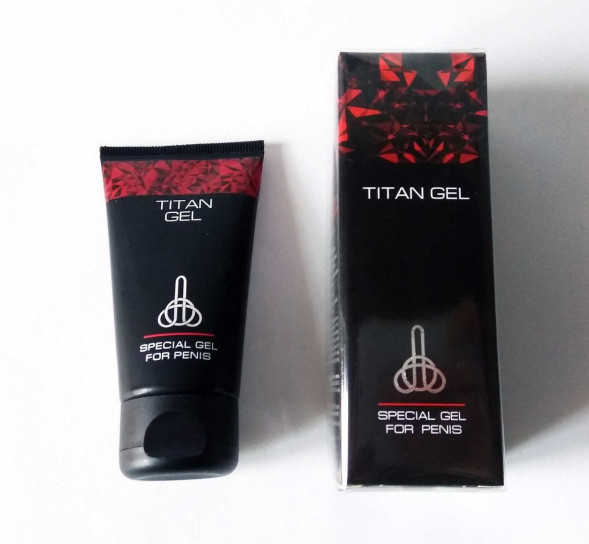 TITAN
GEL
SPECIAL GEL
FOR PENIS
TITAN GEL
SPECIAL GEL
FOR PENIS